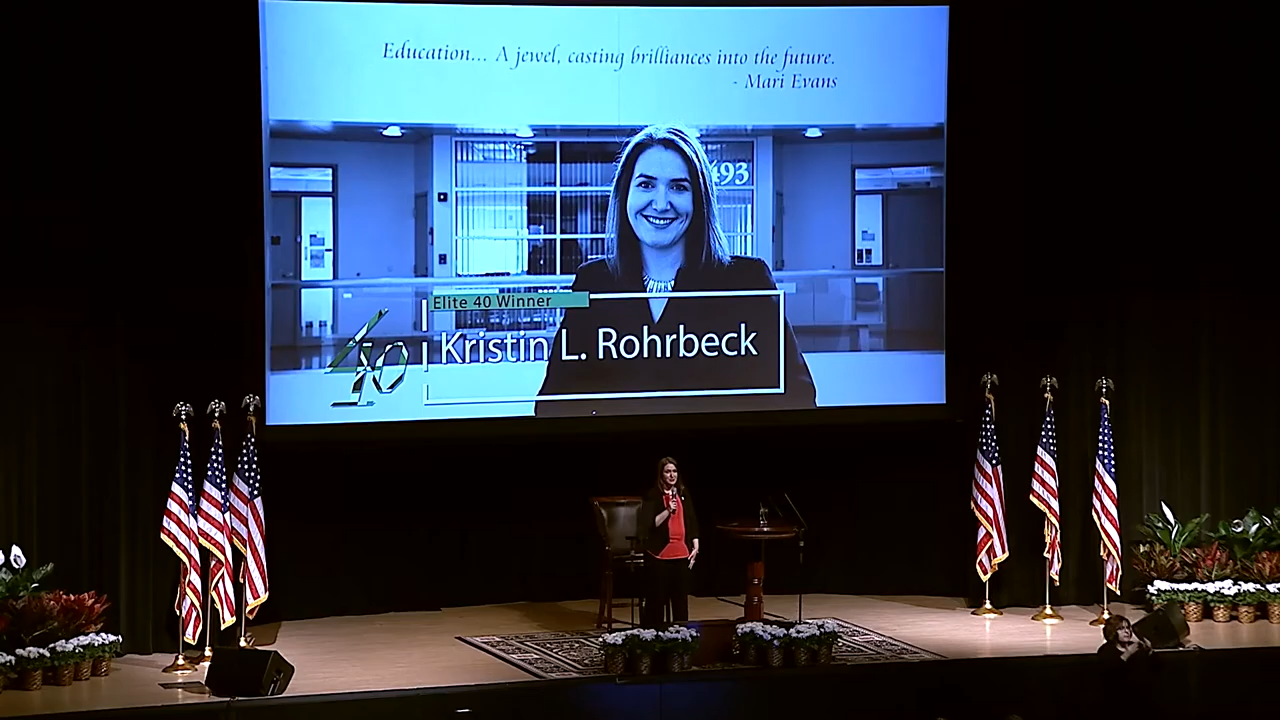 Education... A jewel, casting brilliances into the future.
- Mari Evans
493
Elite 40 Winner
40
Kristin L. Rohrbeck